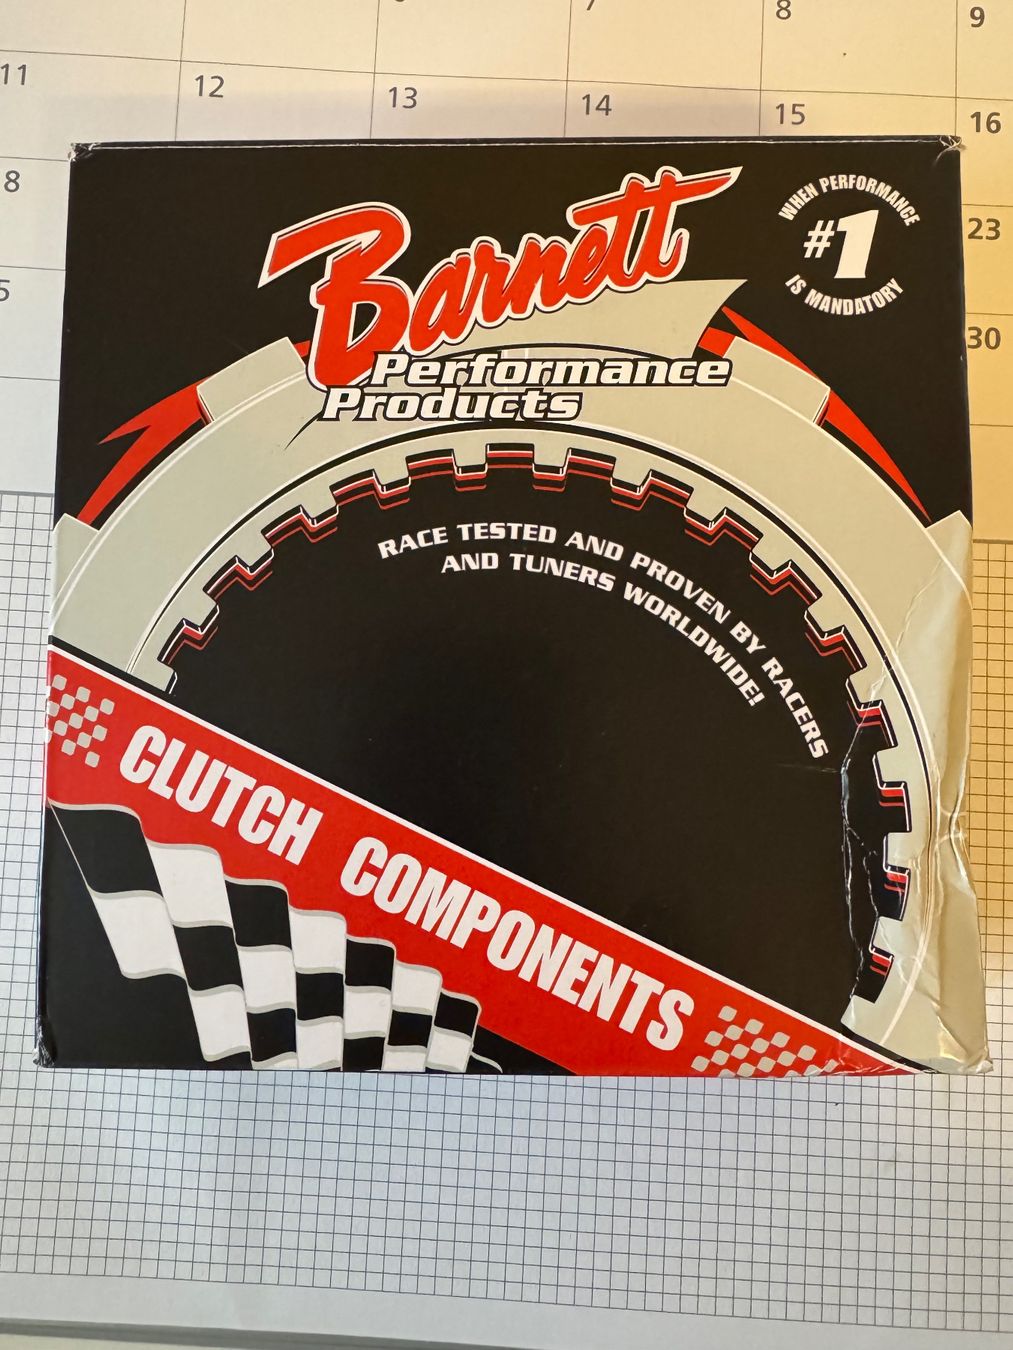 7
8
9
11
12
13
14
15
16
8
23
5
30
Barnett
Performance
Products
WHEN PERFORMANCE
#1
IS MANDATORY
RACE TESTED AND PROVEN BY RACERS
AND TUNERS WORLDWIDE!
CLUTCH COMPONENTS